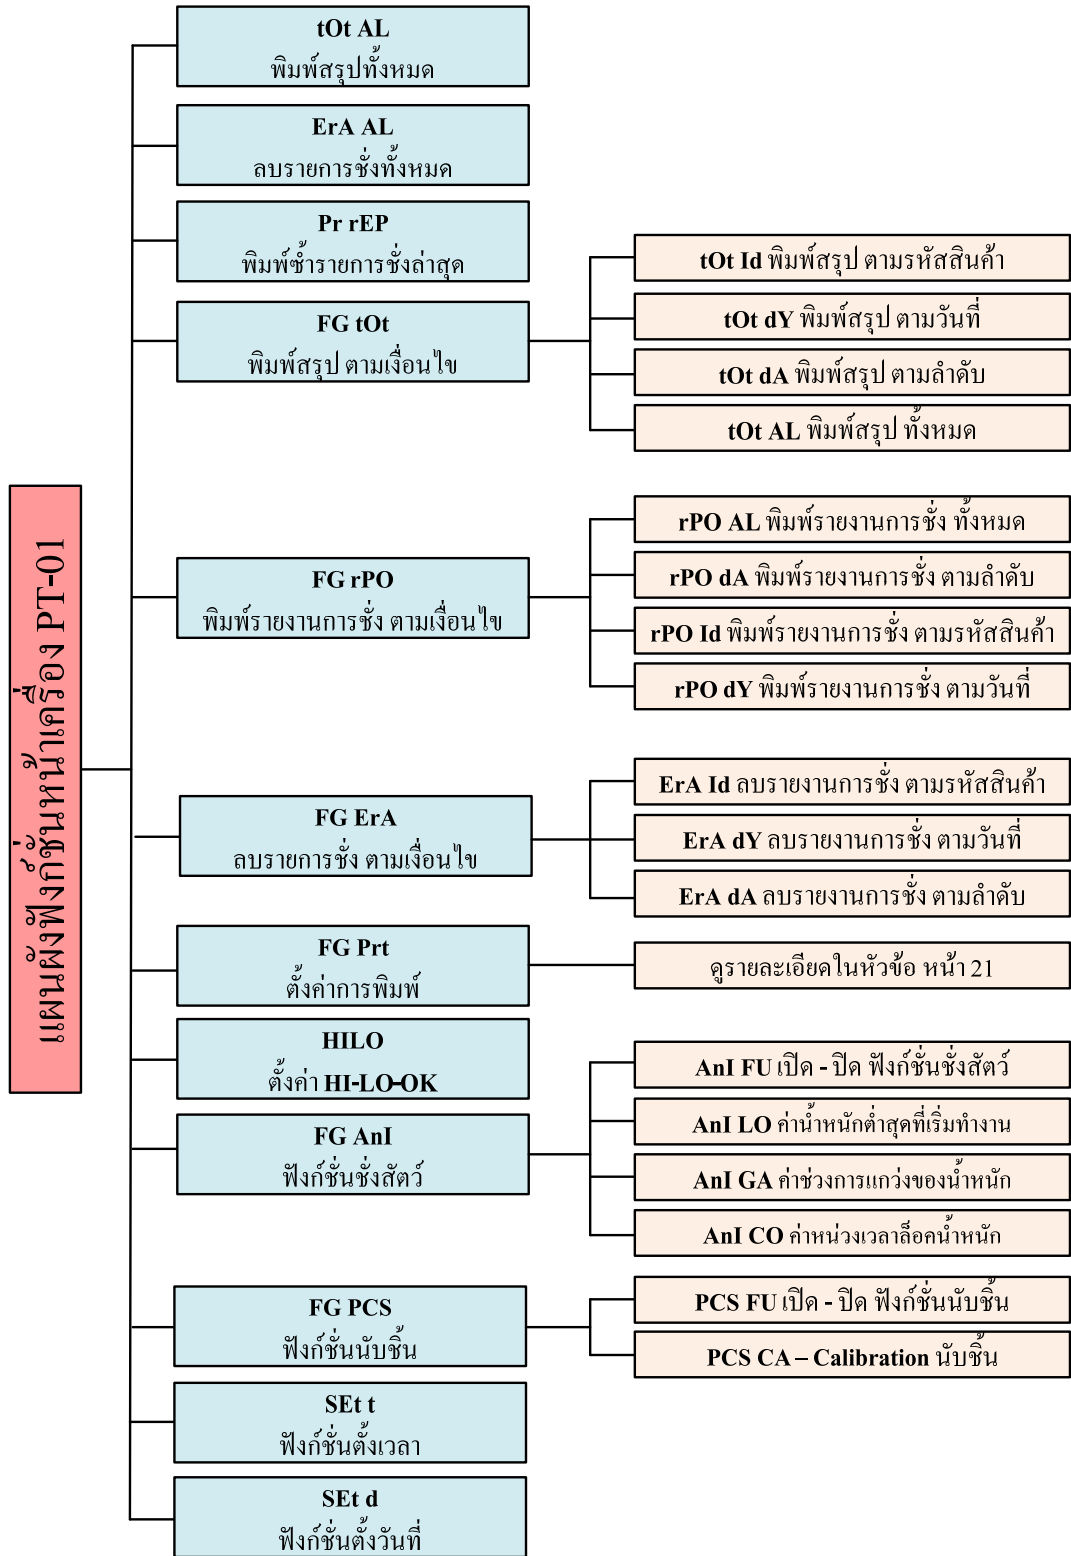 แผนผังฟังก์ชั่นหน้าเครื่อง PT-01
tOt AL
พิมพ์สรุปทั้งหมด
ErA AL
ลบรายการชั่งทั้งหมด
Pr rEP
พิมพ์ซ้ำรายการชั่งล่าสุด
FG tOt
พิมพ์สรุป ตามเงื่อนไข
tOt Id พิมพ์สรุป ตามรหัสสินค้า
tOt dY พิมพ์สรุป ตามวันที่
tOt dA พิมพ์สรุป ตามลำดับ
tOt AL พิมพ์สรุป ทั้งหมด
FG rPO
พิมพ์รายงานการชั่ง ตามเงื่อนไข
rPO AL พิมพ์รายงานการชั่ง ทั้งหมด
rPO dA พิมพ์รายงานการชั่ง ตามลำดับ
rPO Id พิมพ์รายงานการชั่ง ตามรหัสสินค้า
rPO dY พิมพ์รายงานการชั่ง ตามวันที่
FG ErA
ลบรายการชั่ง ตามเงื่อนไข
ErA Id ลบรายงานการชั่ง ตามรหัสสินค้า
ErA dY ลบรายงานการชั่ง ตามวันที่
ErA dA ลบรายงานการชั่ง ตามลำดับ
FG Prt
ตั้งค่าการพิมพ์
ดูรายละเอียดในหัวข้อ หน้า 21
HILO
ตั้งค่า HI-LO-OK
FG AnI
ฟังก์ชั่นชั่งสัตว์
AnI FU เปิด - ปิด ฟังก์ชั่นชั่งสัตว์
AnI LO ค่าน้ำหนักต่ำสุดที่เริ่มทำงาน
AnI GA ค่าช่วงการแกว่งของน้ำหนัก
AnI CO ค่าหน่วงเวลาล็อคน้ำหนัก
FG PCS
ฟังก์ชั่นนับชิ้น
PCS FU เปิด - ปิด ฟังก์ชั่นนับชิ้น
PCS CA – Calibration นับชิ้น
SEt t
ฟังก์ชั่นตั้งเวลา
SEt d
ฟังก์ชั่นตั้งวันที่